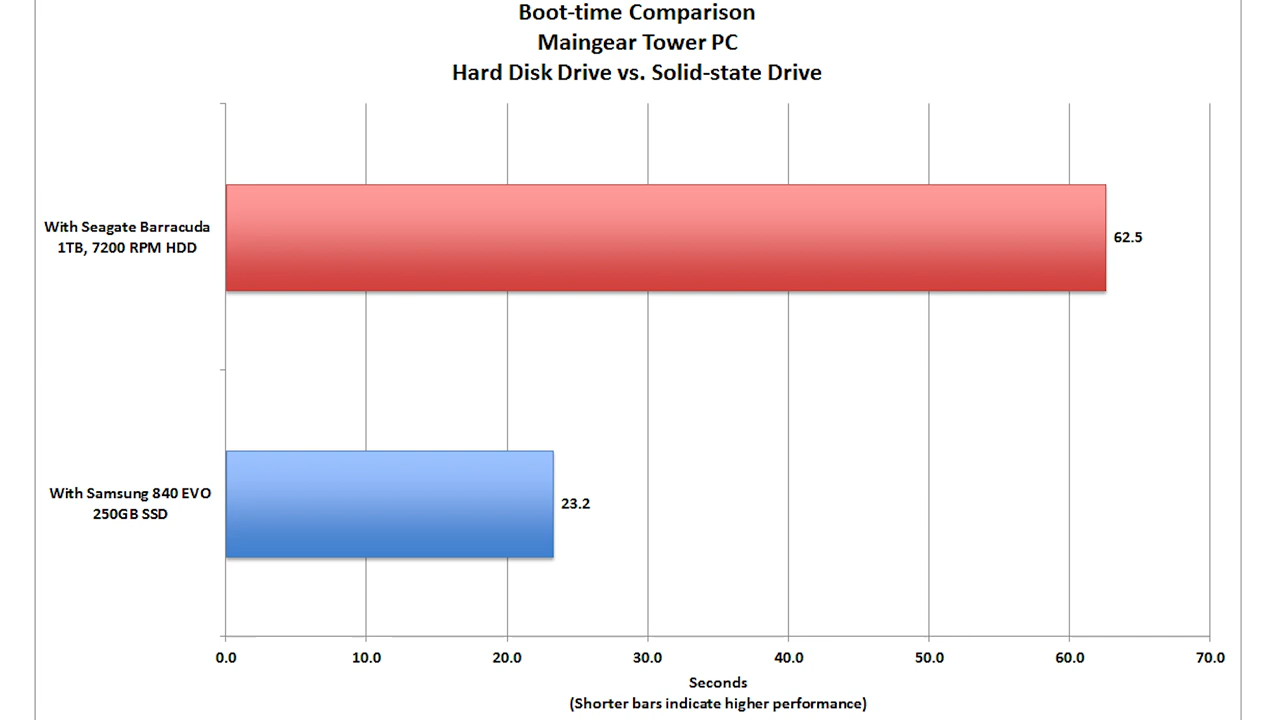 Boot-time Comparison
Maingear Tower PC
Hard Disk Drive vs. Solid-state Drive
With Seagate Barracuda
1TB, 7200 RPM HDD
62.5
With Samsung 840 EVO
250GB SSD
23.2
0.0 10.0 20.0 30.0 40.0 50.0 60.0 70.0
Seconds
(Shorter bars indicate higher performance)